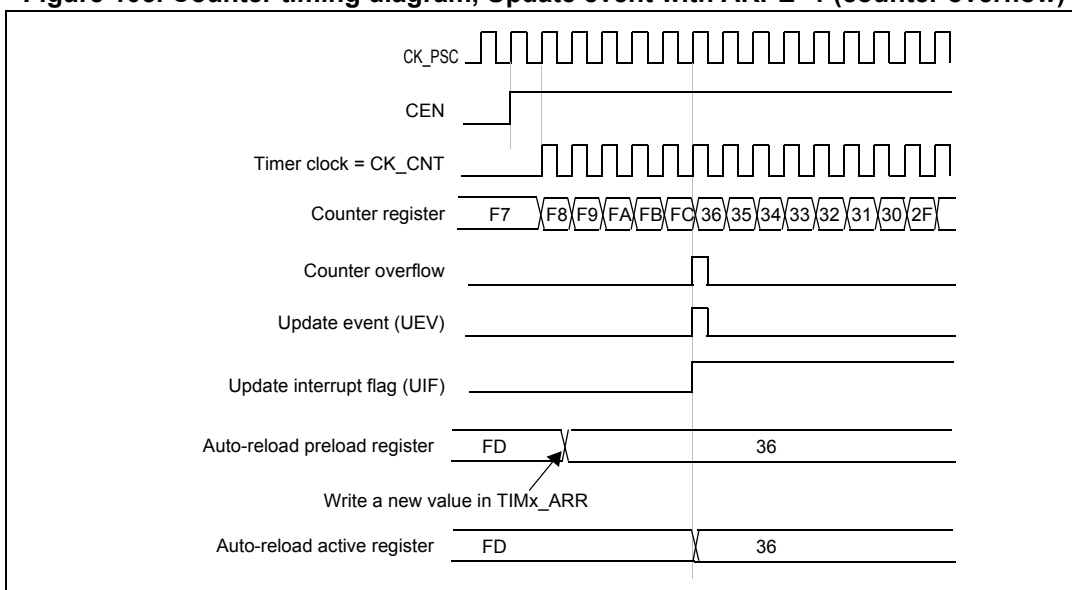 Counter timing diagram, Update event with ARPE=1 (counter overflow)
CK_PSC
CEN
Timer clock = CK_CNT
Counter register F7 F8 F9 FA FB FC 36 35 34 33 32 31 30 2F
Counter overflow
Update event (UEV)
Update interrupt flag (UIF)
Auto-reload preload register FD 36
Write a new value in TIMx_ARR
Auto-reload active register FD 36